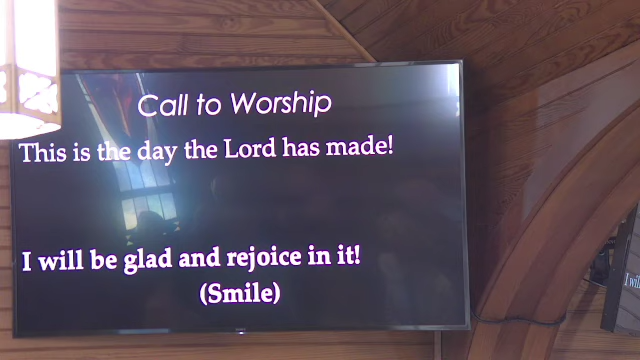 Call to Worship
This is the day the Lord has made!
I will be glad and rejoice in it!
(Smile)
I will